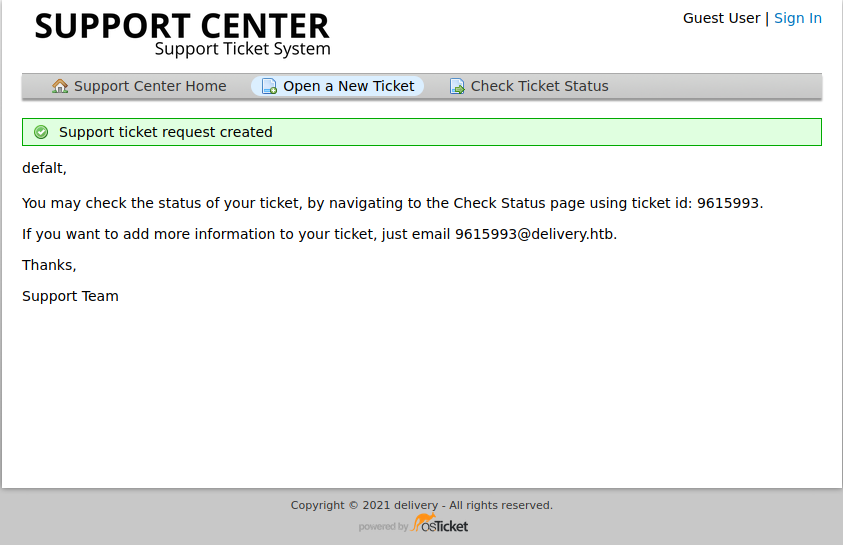 SUPPORT CENTER
Support Ticket System
Guest User | Sign In
Support Center Home Open a New Ticket Check Ticket Status
Support ticket request created
defalt,
You may check the status of your ticket, by navigating to the Check Status page using ticket id: 9615993.
If you want to add more information to your ticket, just email 9615993@delivery.htb.
Thanks,
Support Team
Copyright © 2021 delivery - All rights reserved.
powered by osTicket